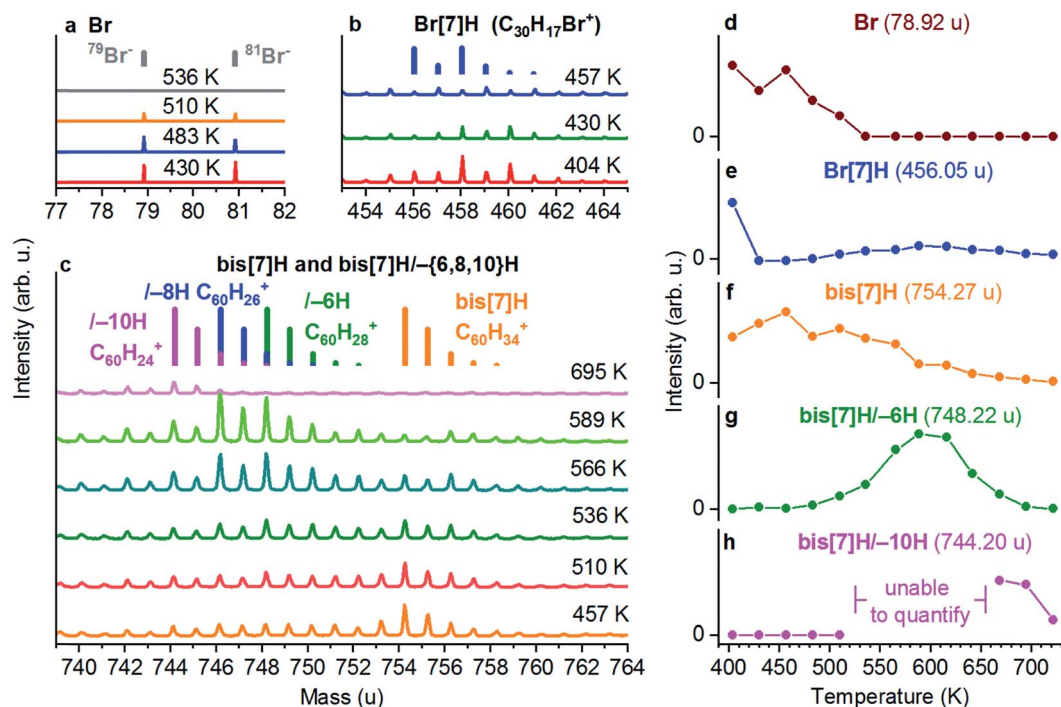 a Br
⁷⁹Br⁻
⁸¹Br⁻
536 K
510 K
483 K
430 K
77 78 79 80 81 82
b Br[7]H (C₃₀H₁₇Br⁺)
457 K
430 K
404 K
454 456 458 460 462 464
Intensity (arb. u.)
c bis[7]H and bis[7]H/–{6,8,10}H
/–8H C₆₀H₂₆⁺
/–10H
C₆₀H₂₄⁺
/–6H
C₆₀H₂₈⁺
bis[7]H
C₆₀H₃₄⁺
695 K
589 K
566 K
536 K
510 K
457 K
740 742 744 746 748 750 752 754 756 758 760 762 764
Mass (u)
Intensity (arb. u.)
d Br (78.92 u)
0
e Br[7]H (456.05 u)
0
f bis[7]H (754.27 u)
0
g bis[7]H/–6H (748.22 u)
0
h bis[7]H/–10H (744.20 u)
unable
to quantify
0
400 450 500 550 600 650 700
Temperature (K)